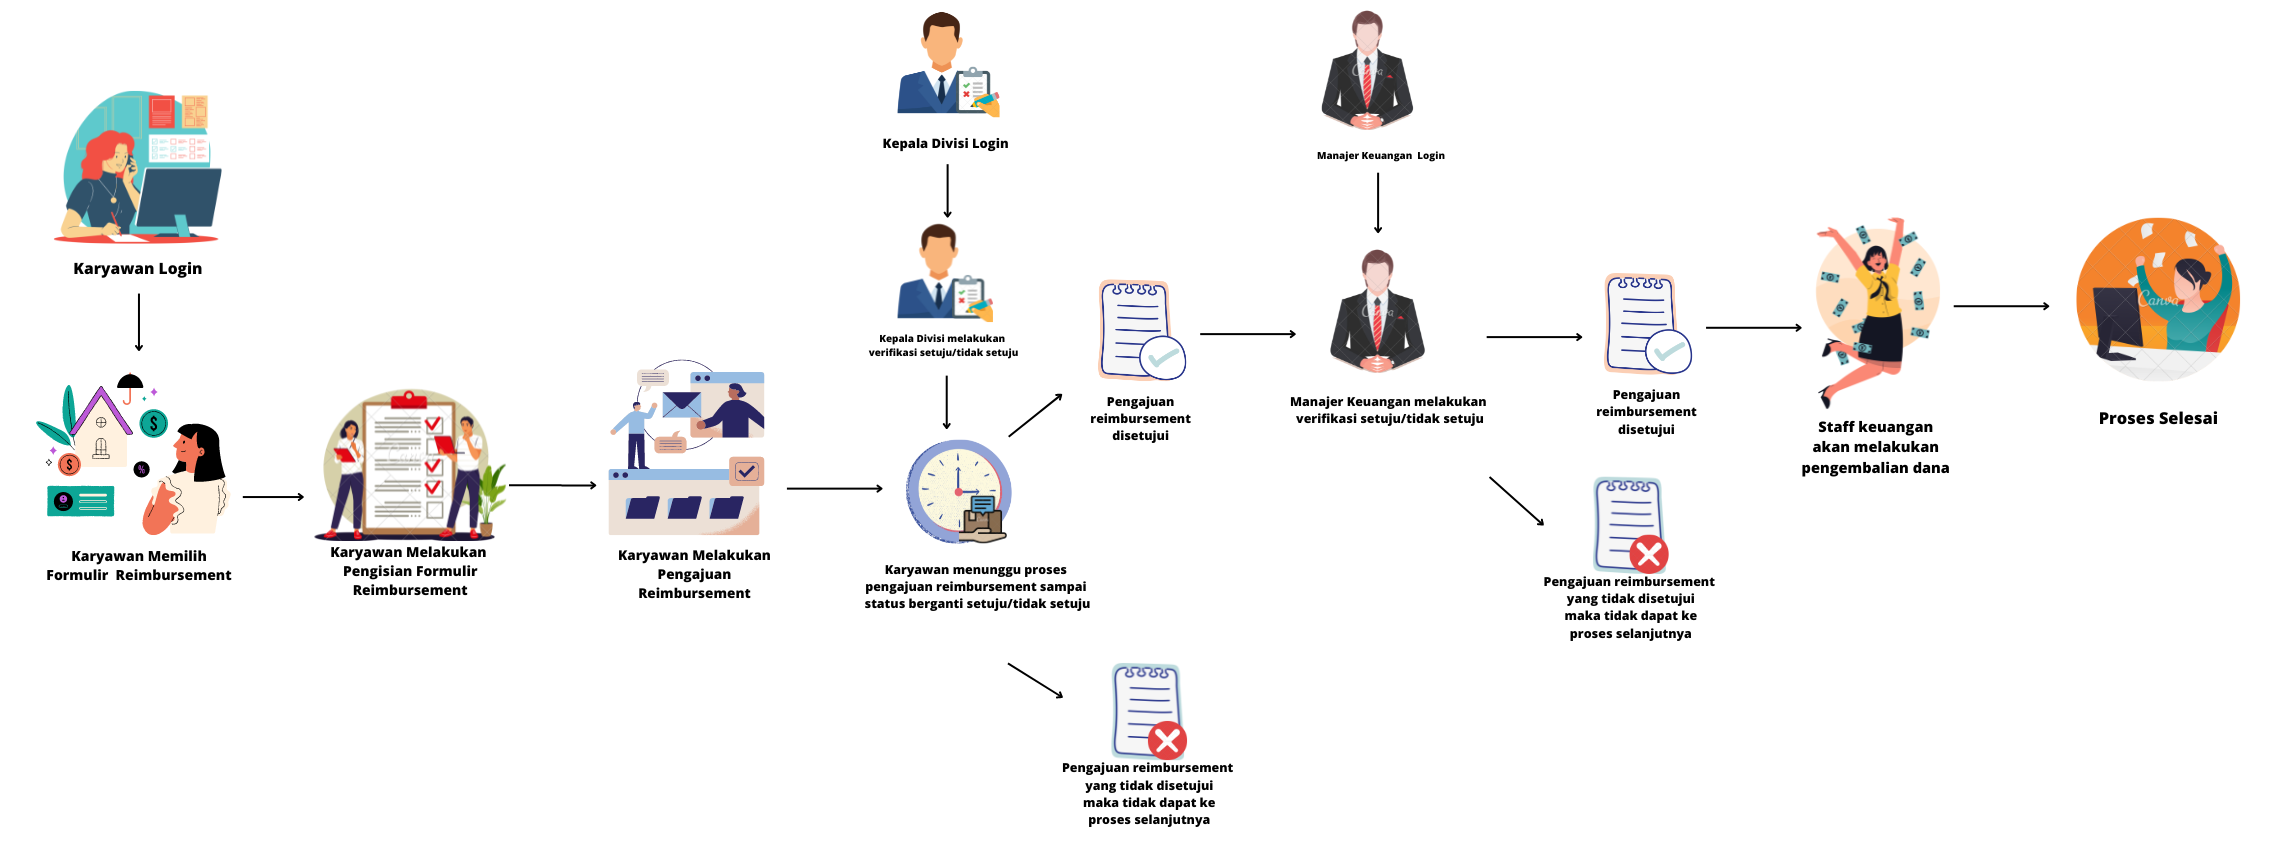 Kepala Divisi Login
Manajer Keuangan  Login
Karyawan Login
Kepala Divisi melakukan
verifikasi setuju/tidak setuju
Karyawan Memilih
Formulir  Reimbursement
Karyawan Melakukan
Pengisian Formulir
Reimbursement
Karyawan Melakukan
Pengajuan
Reimbursement
Karyawan menunggu proses
pengajuan reimbursement sampai
status berganti setuju/tidak setuju
Pengajuan
reimbursement
disetujui
Pengajuan reimbursement
yang tidak disetujui
maka tidak dapat ke
proses selanjutnya
Manajer Keuangan melakukan
verifikasi setuju/tidak setuju
Pengajuan
reimbursement
disetujui
Pengajuan reimbursement
yang tidak disetujui
maka tidak dapat ke
proses selanjutnya
Staff keuangan
akan melakukan
pengembalian dana
Proses Selesai
Canva
Canva
Canva